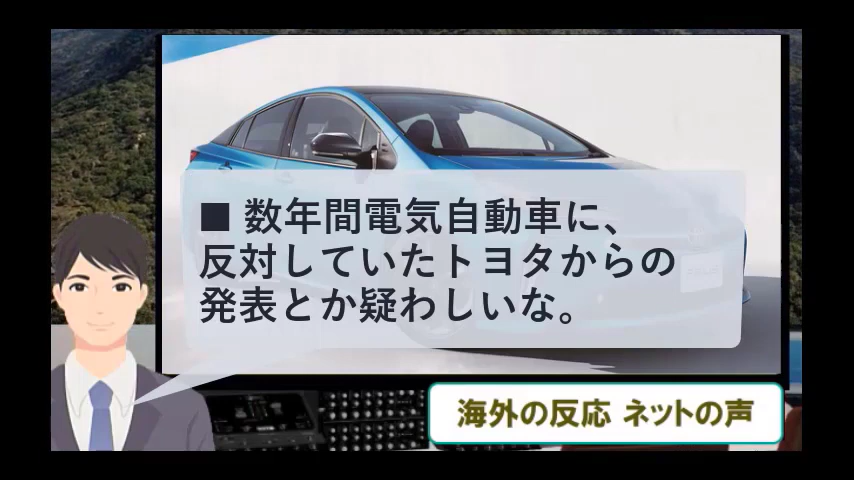 ■ 数年間電気自動車に、
反対していたトヨタからの
発表とか疑わしいな。
海外の反応 ネットの声